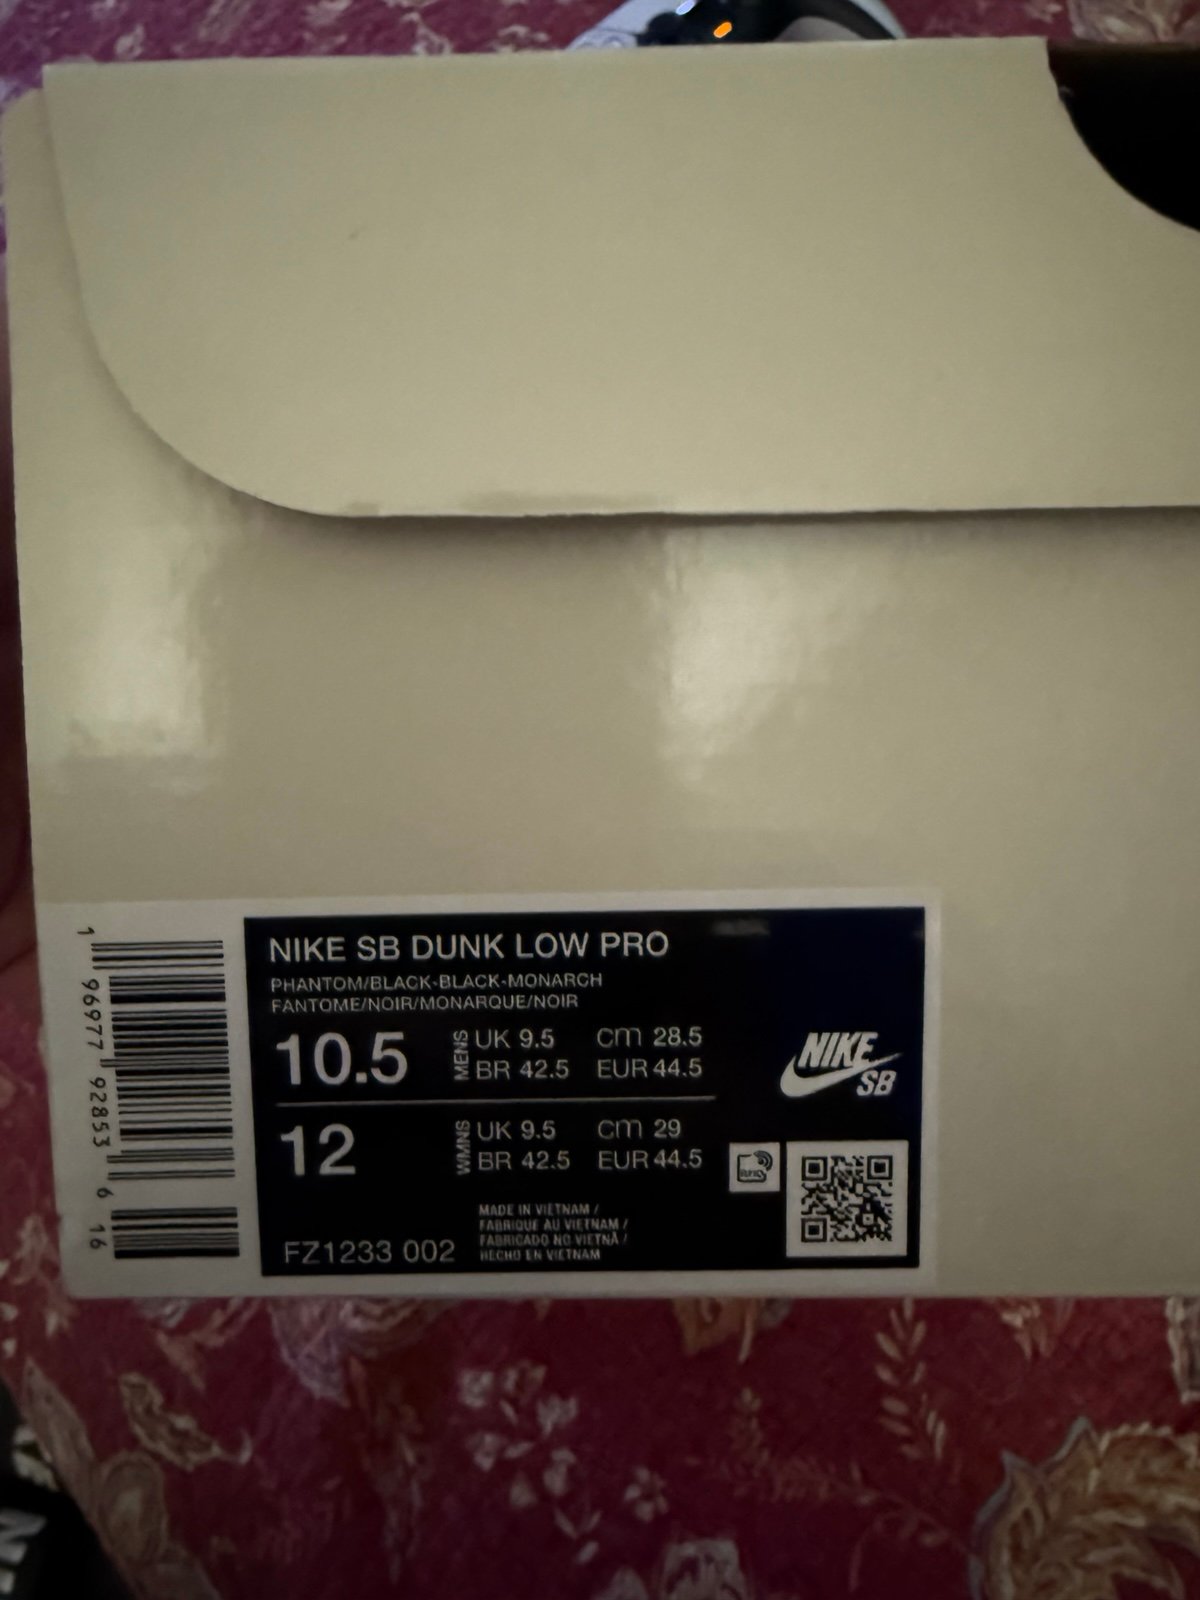 NIKE SB DUNK LOW PRO
PHANTOM/BLACK-BLACK-MONARCH
FANTOME/NOIR/MONARQUE/NOIR
10.5 MENS UK 9.5 cm 28.5
BR 42.5 EUR 44.5
12 WMNS UK 9.5 cm 29
BR 42.5 EUR 44.5
NIKE
SB
MADE IN VIETNAM /
FABRIQUE AU VIETNAM /
FABRICADO NO VIETNÃ /
HECHO EN VIETNAM
FZ1233 002
1 96977 92853 6 16